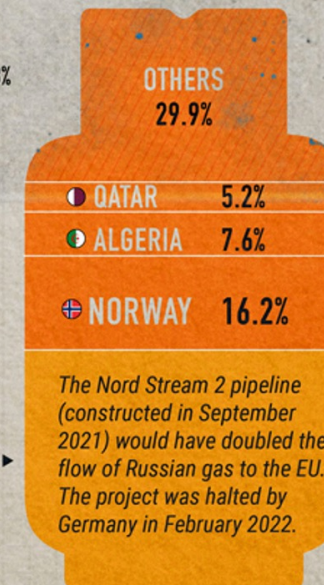 %
OTHERS
29.9%
QATAR 5.2%
ALGERIA 7.6%
NORWAY 16.2%
The Nord Stream 2 pipeline
(constructed in September
2021) would have doubled the
flow of Russian gas to the EU.
The project was halted by
Germany in February 2022.